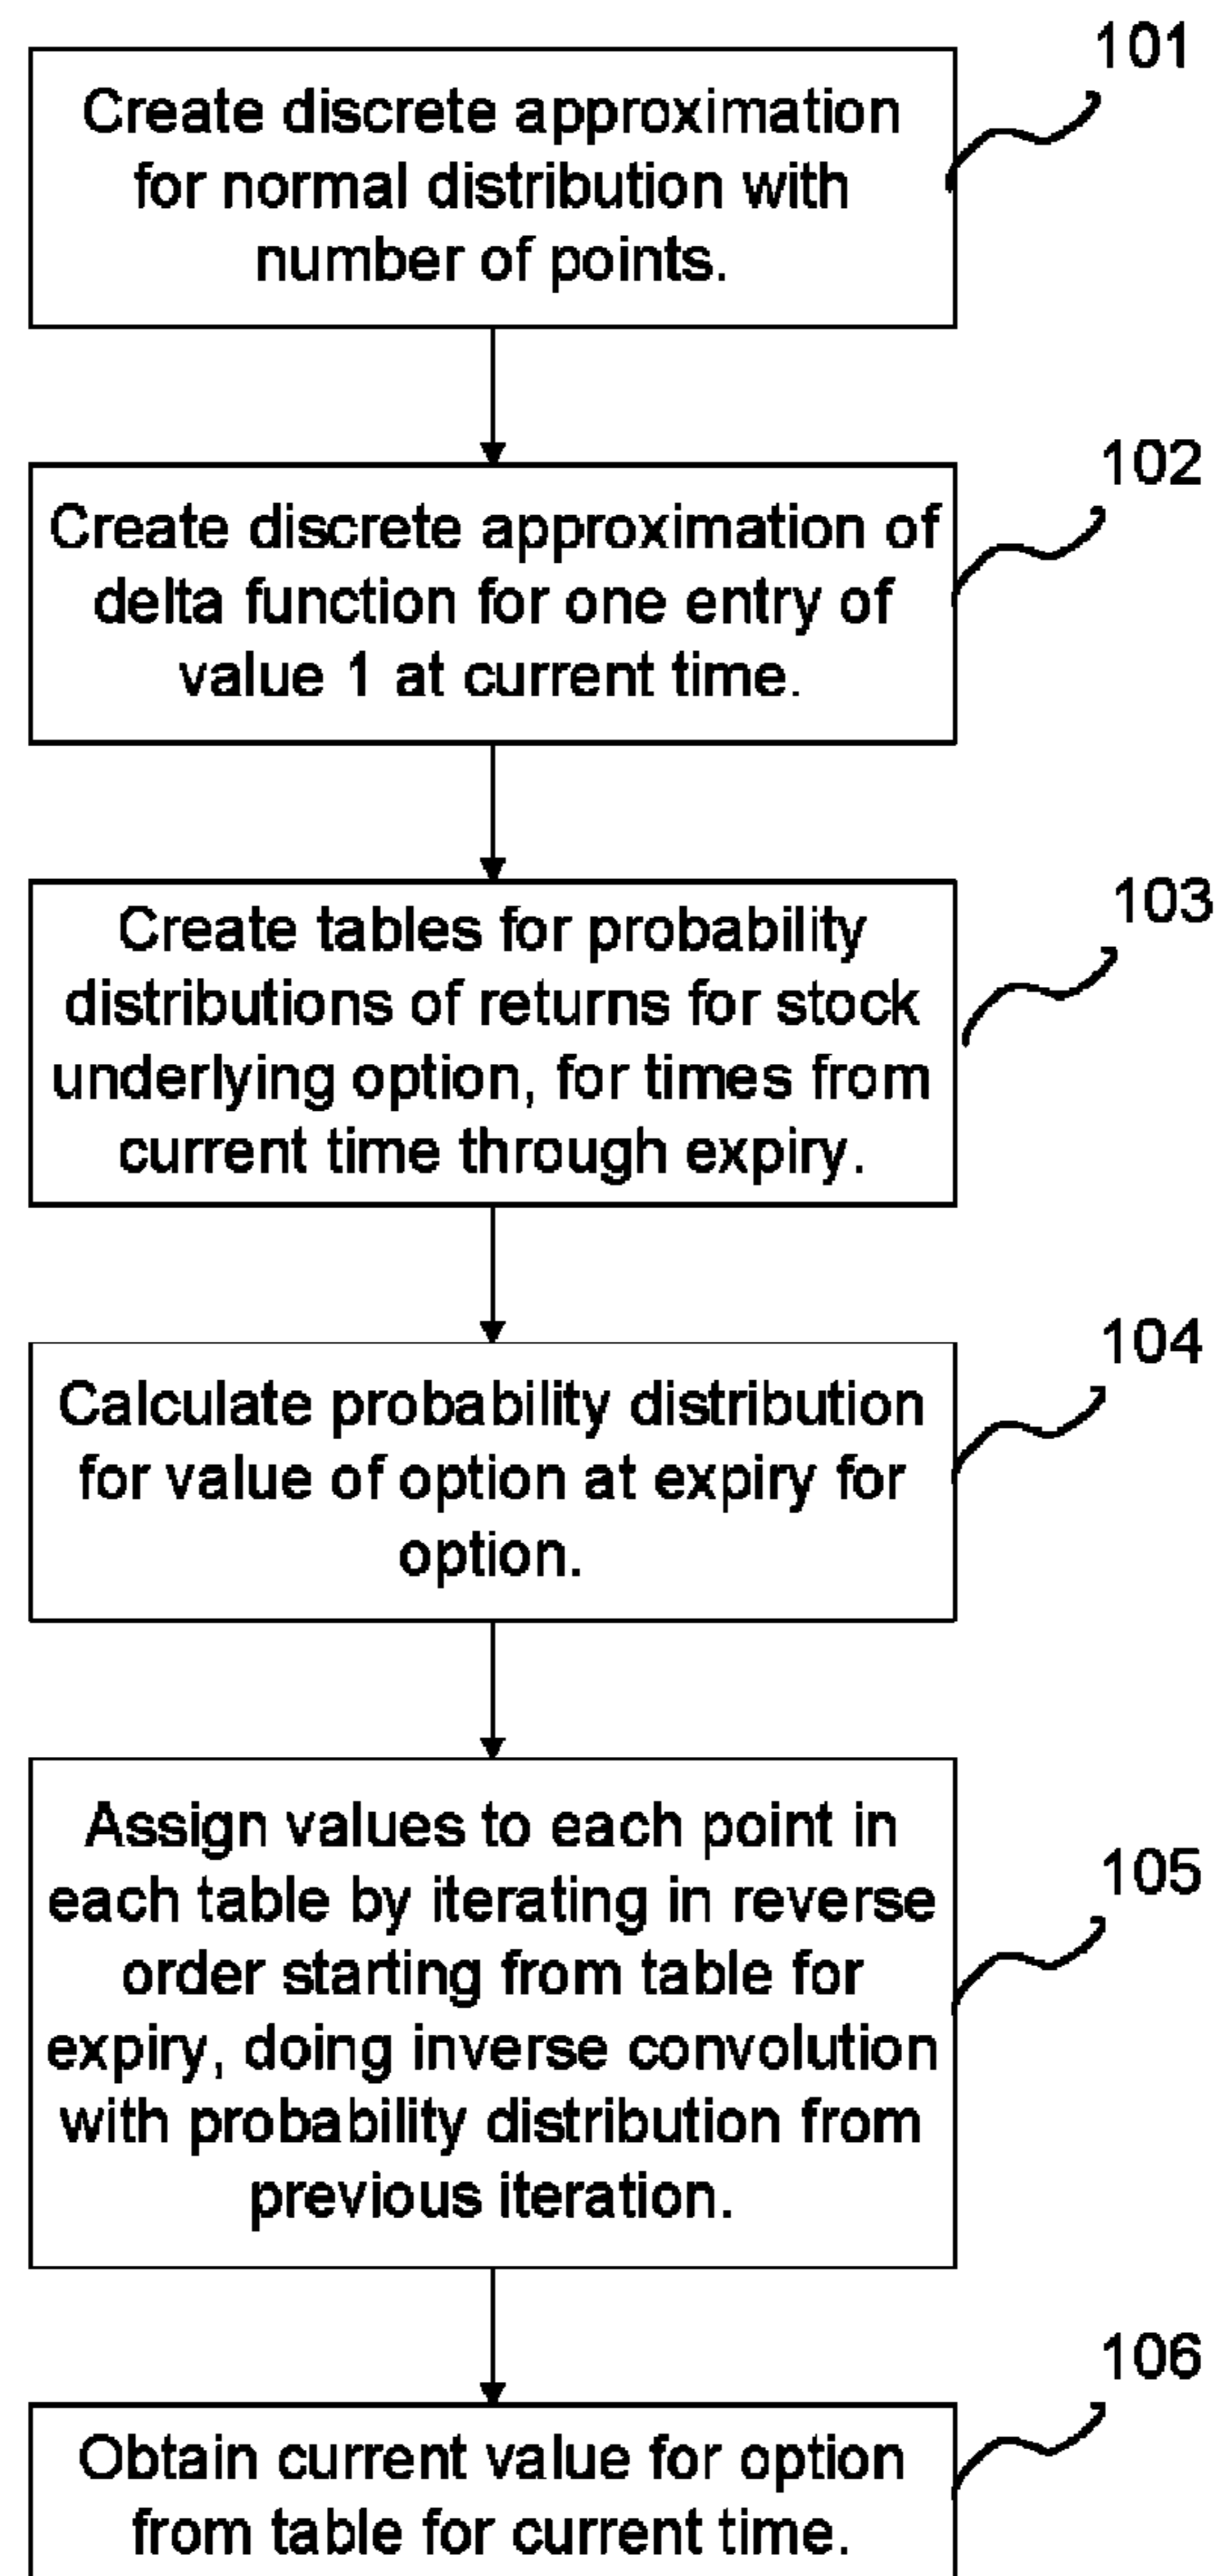 101
Create discrete approximation
for normal distribution with
number of points.
102
Create discrete approximation of
delta function for one entry of
value 1 at current time.
103
Create tables for probability
distributions of returns for stock
underlying option, for times from
current time through expiry.
104
Calculate probability distribution
for value of option at expiry for
option.
105
Assign values to each point in
each table by iterating in reverse
order starting from table for
expiry, doing inverse convolution
with probability distribution from
previous iteration.
106
Obtain current value for option
from table for current time.